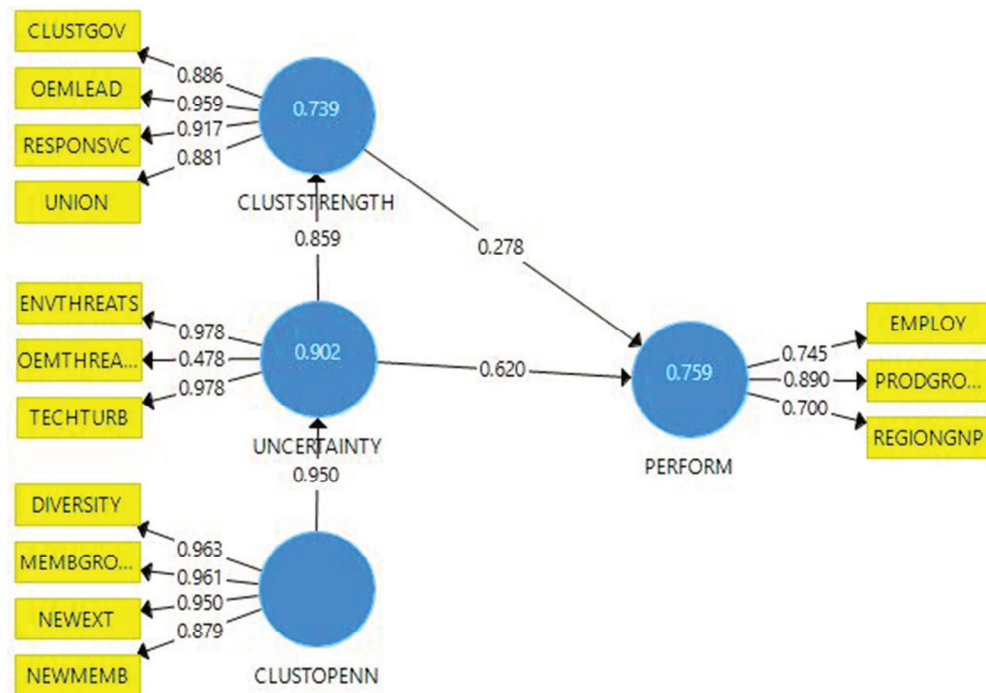 CLUSTGOV
OEMLEAD
RESPONSVC
UNION
0.886
0.959
0.917
0.881
0.739
CLUSTSTRENGTH
0.859
0.278
ENVTHREATS
OEMTHREA...
TECHTURB
0.978
0.478
0.978
0.902
UNCERTAINTY
0.620
0.950
0.759
PERFORM
0.745
0.890
0.700
EMPLOY
PRODGRO...
REGIONGNP
DIVERSITY
MEMBGRO...
NEWEXT
NEWMEMB
0.963
0.961
0.950
0.879
CLUSTOPENN